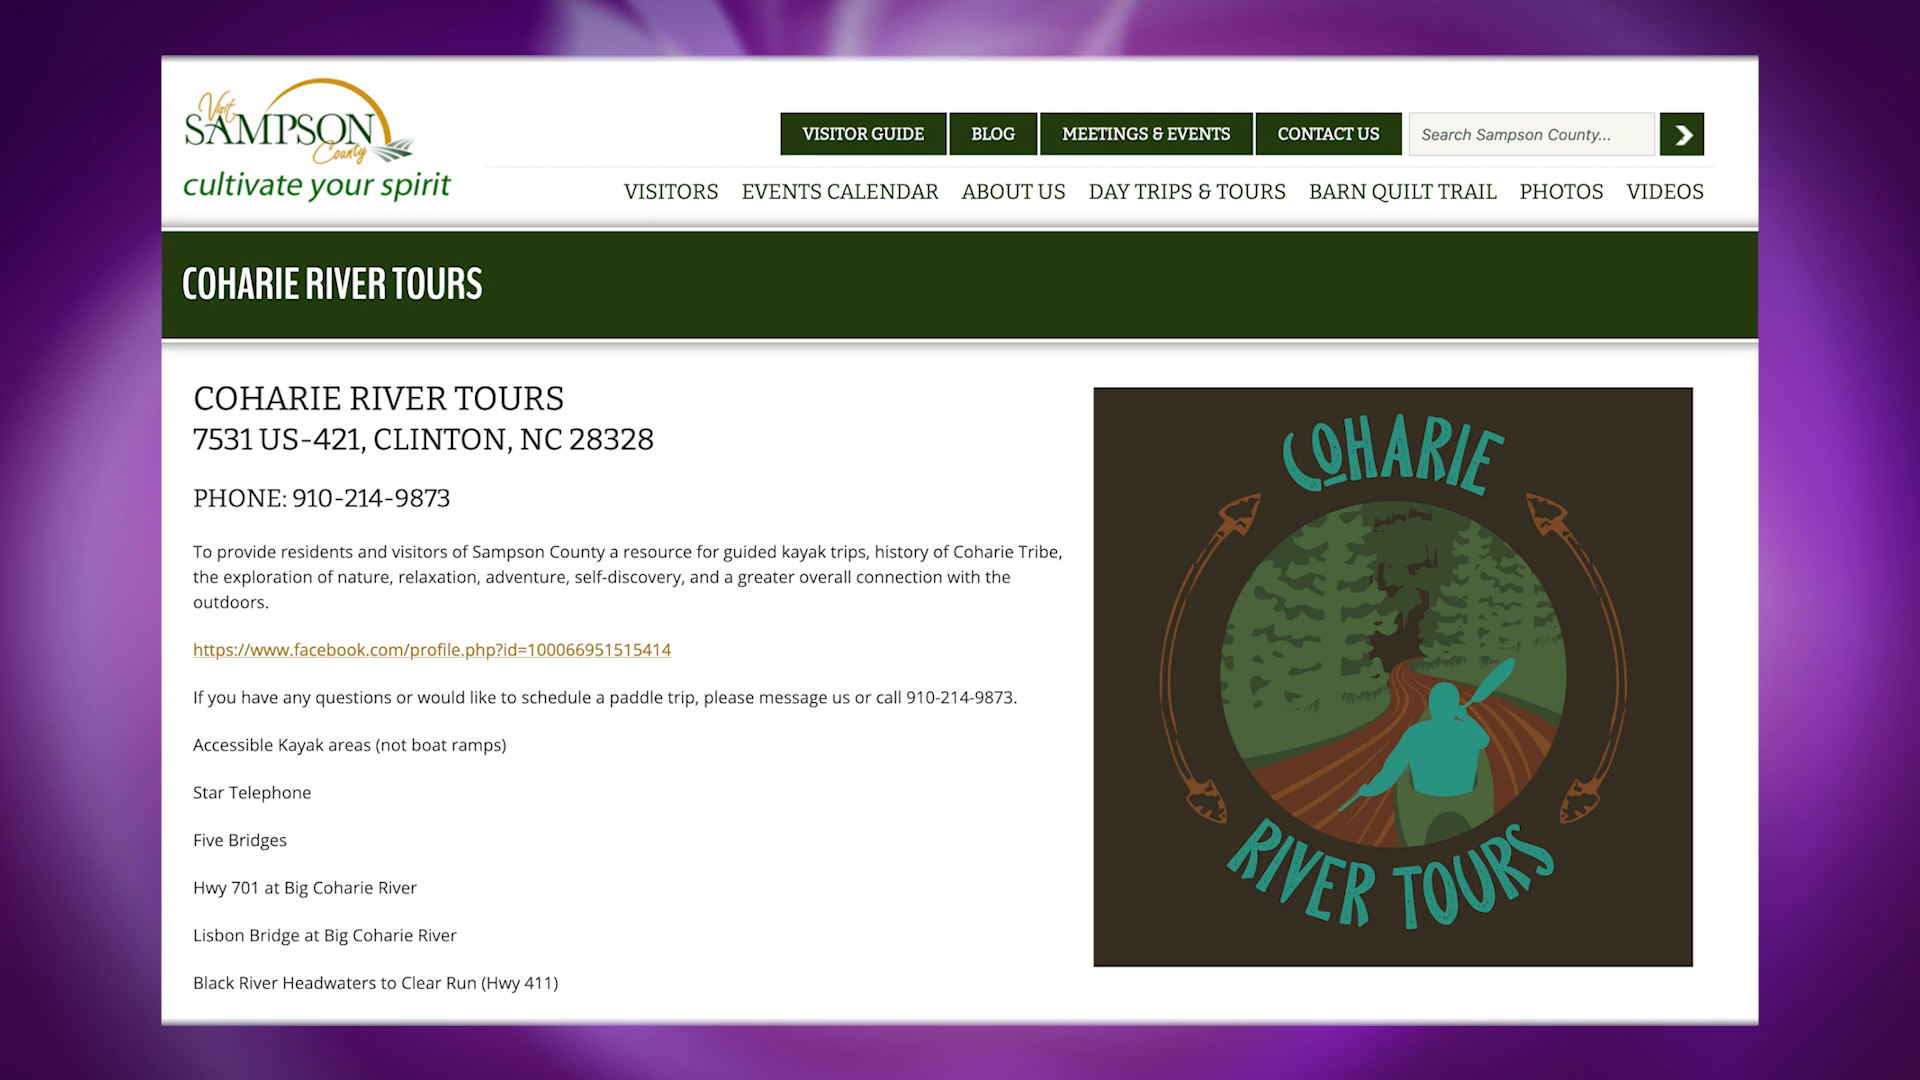 Visit
SAMPSON
County
cultivate your spirit
VISITOR GUIDE
BLOG
MEETINGS & EVENTS
CONTACT US
Search Sampson County...
VISITORS
EVENTS CALENDAR
ABOUT US
DAY TRIPS & TOURS
BARN QUILT TRAIL
PHOTOS
VIDEOS
COHARIE RIVER TOURS
COHARIE RIVER TOURS
7531 US-421, CLINTON, NC 28328
PHONE: 910-214-9873
To provide residents and visitors of Sampson County a resource for guided kayak trips, history of Coharie Tribe,
the exploration of nature, relaxation, adventure, self-discovery, and a greater overall connection with the
outdoors.
https://www.facebook.com/profile.php?id=100066951515414
If you have any questions or would like to schedule a paddle trip, please message us or call 910-214-9873.
Accessible Kayak areas (not boat ramps)
Star Telephone
Five Bridges
Hwy 701 at Big Coharie River
Lisbon Bridge at Big Coharie River
Black River Headwaters to Clear Run (Hwy 411)
COHARIE
RIVER TOURS